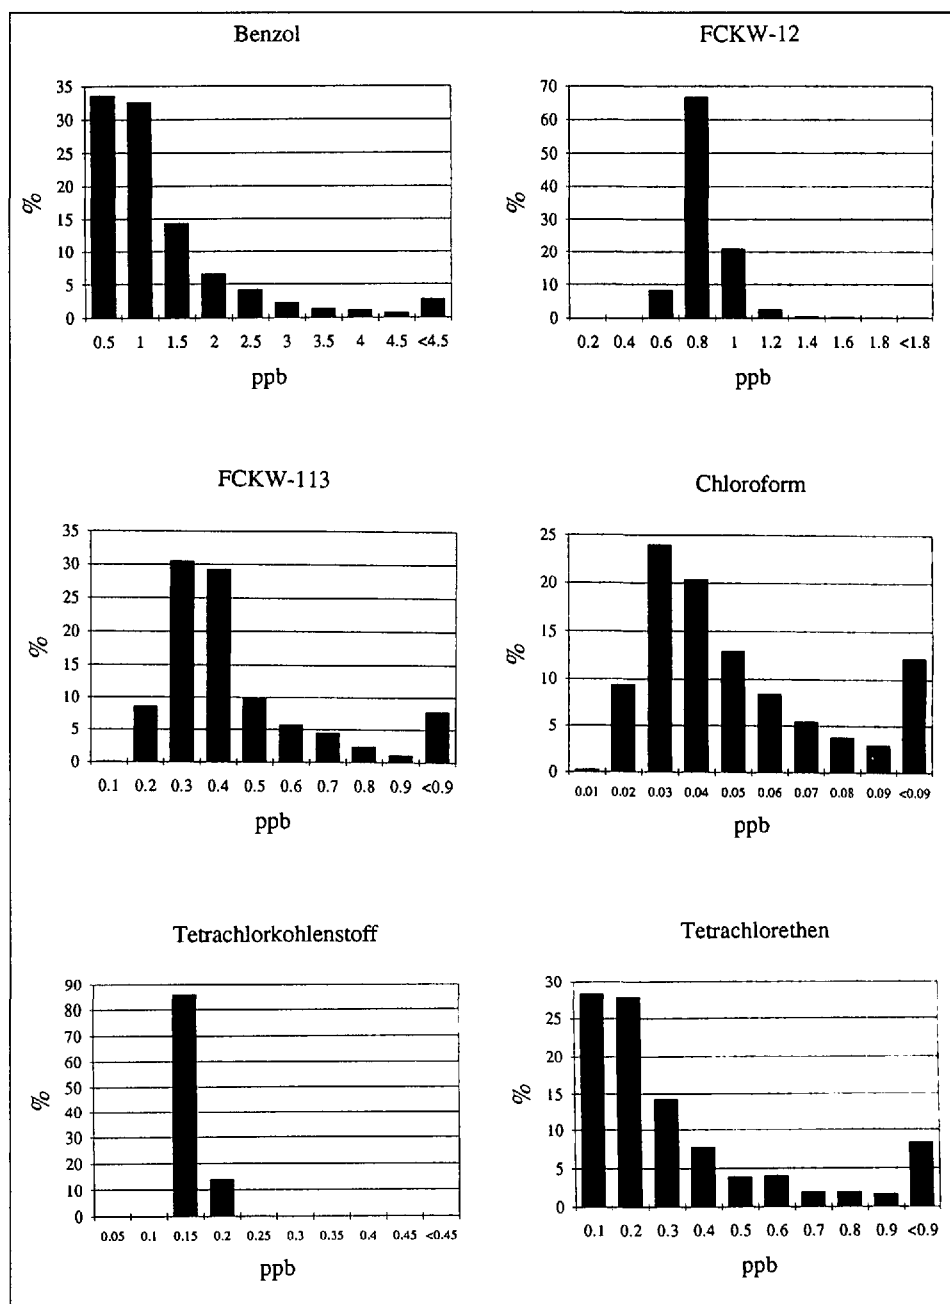 Benzol
35
30
25
20
15
10
5
0
%
0.5 1 1.5 2 2.5 3 3.5 4 4.5 <4.5
ppb
FCKW-12
70
60
50
40
30
20
10
0
%
0.2 0.4 0.6 0.8 1 1.2 1.4 1.6 1.8 <1.8
ppb
FCKW-113
35
30
25
20
15
10
5
0
%
0.1 0.2 0.3 0.4 0.5 0.6 0.7 0.8 0.9 <0.9
ppb
Chloroform
25
20
15
10
5
0
%
0.01 0.02 0.03 0.04 0.05 0.06 0.07 0.08 0.09 <0.09
ppb
Tetrachlorkohlenstoff
90
80
70
60
50
40
30
20
10
0
%
0.05 0.1 0.15 0.2 0.25 0.3 0.35 0.4 0.45 <0.45
ppb
Tetrachlorethen
30
25
20
15
10
5
0
%
0.1 0.2 0.3 0.4 0.5 0.6 0.7 0.8 0.9 <0.9
ppb